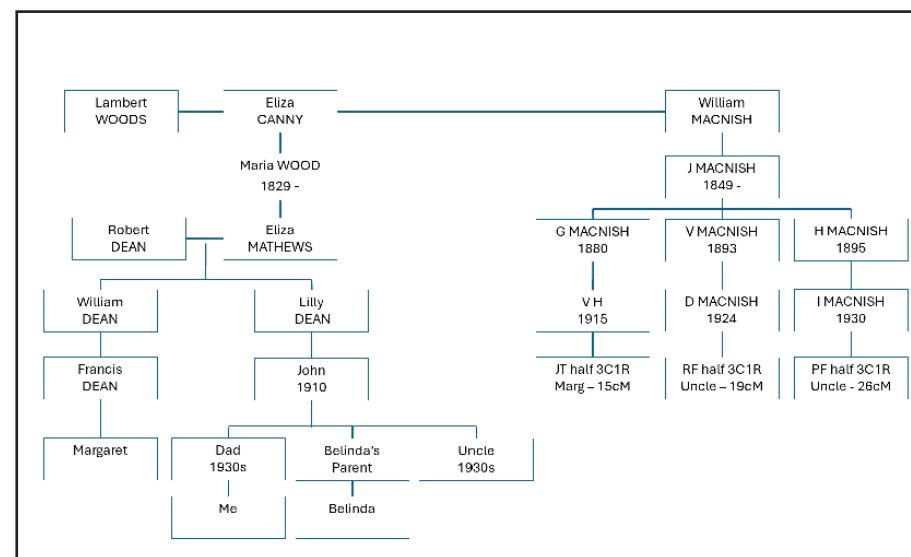 Lambert
WOODS
Eliza
CANNY
William
MACNISH
Maria WOOD
1829 -
J MACNISH
1849 -
Robert
DEAN
Eliza
MATHEWS
G MACNISH
1880
V MACNISH
1893
H MACNISH
1895
William
DEAN
Lilly
DEAN
V H
1915
D MACNISH
1924
I MACNISH
1930
Francis
DEAN
John
1910
JT half 3C1R
Marg – 15cM
RF half 3C1R
Uncle – 19cM
PF half 3C1R
Uncle - 26cM
Margaret
Dad
1930s
Belinda’s
Parent
Uncle
1930s
Me
Belinda